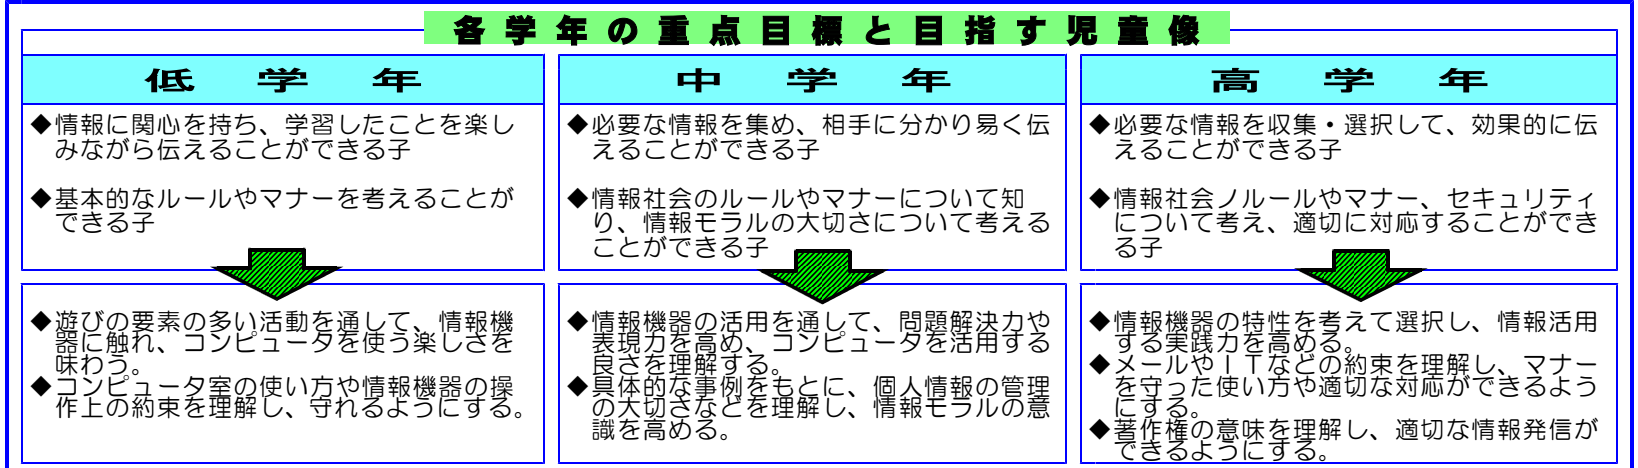 各学年の重点目標と目指す児童像
低学年
◆情報に関心を持ち、学習したことを楽し
みながら伝えることができる子
◆基本的なルールやマナーを考えることが
できる子
◆遊びの要素の多い活動を通して、情報機
器に触れ、コンピュータを使う楽しさを
味わう。
◆コンピュータ室の使い方や情報機器の操
作上の約束を理解し、守れるようにする。
中学年
◆必要な情報を集め、相手に分かり易く伝
えることができる子
◆情報社会のルールやマナーについて知
り、情報モラルの大切さについて考える
ことができる子
◆情報機器の活用を通して、問題解決力や
表現力を高め、コンピュータを活用する
良さを理解する。
◆具体的な事例をもとに、個人情報の管理
の大切さなどを理解し、情報モラルの意
識を高める。
高学年
◆必要な情報を収集・選択して、効果的に伝
えることができる子
◆情報社会ノルールやマナー、セキュリティ
について考え、適切に対応することができ
る子
◆情報機器の特性を考えて選択し、情報活用
する実践力を高める。
◆メールやＩＴなどの約束を理解し、マナー
を守った使い方や適切な対応ができるよう
にする。
◆著作権の意味を理解し、適切な情報発信が
できるようにする。